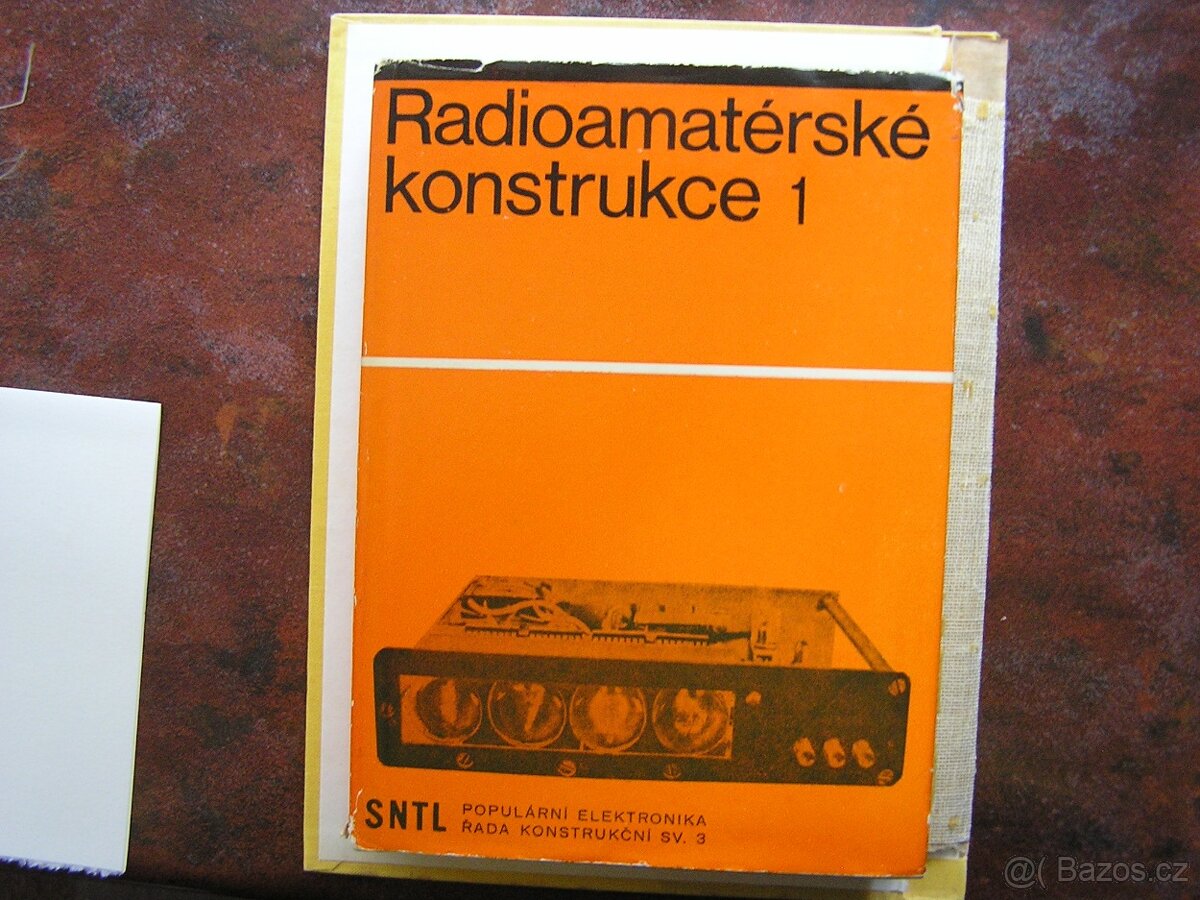 Radioamatérské
konstrukce 1
SNTL
POPULÁRNÍ ELEKTRONIKA
ŘADA KONSTRUKČNÍ SV. 3
@( Bazos.cz